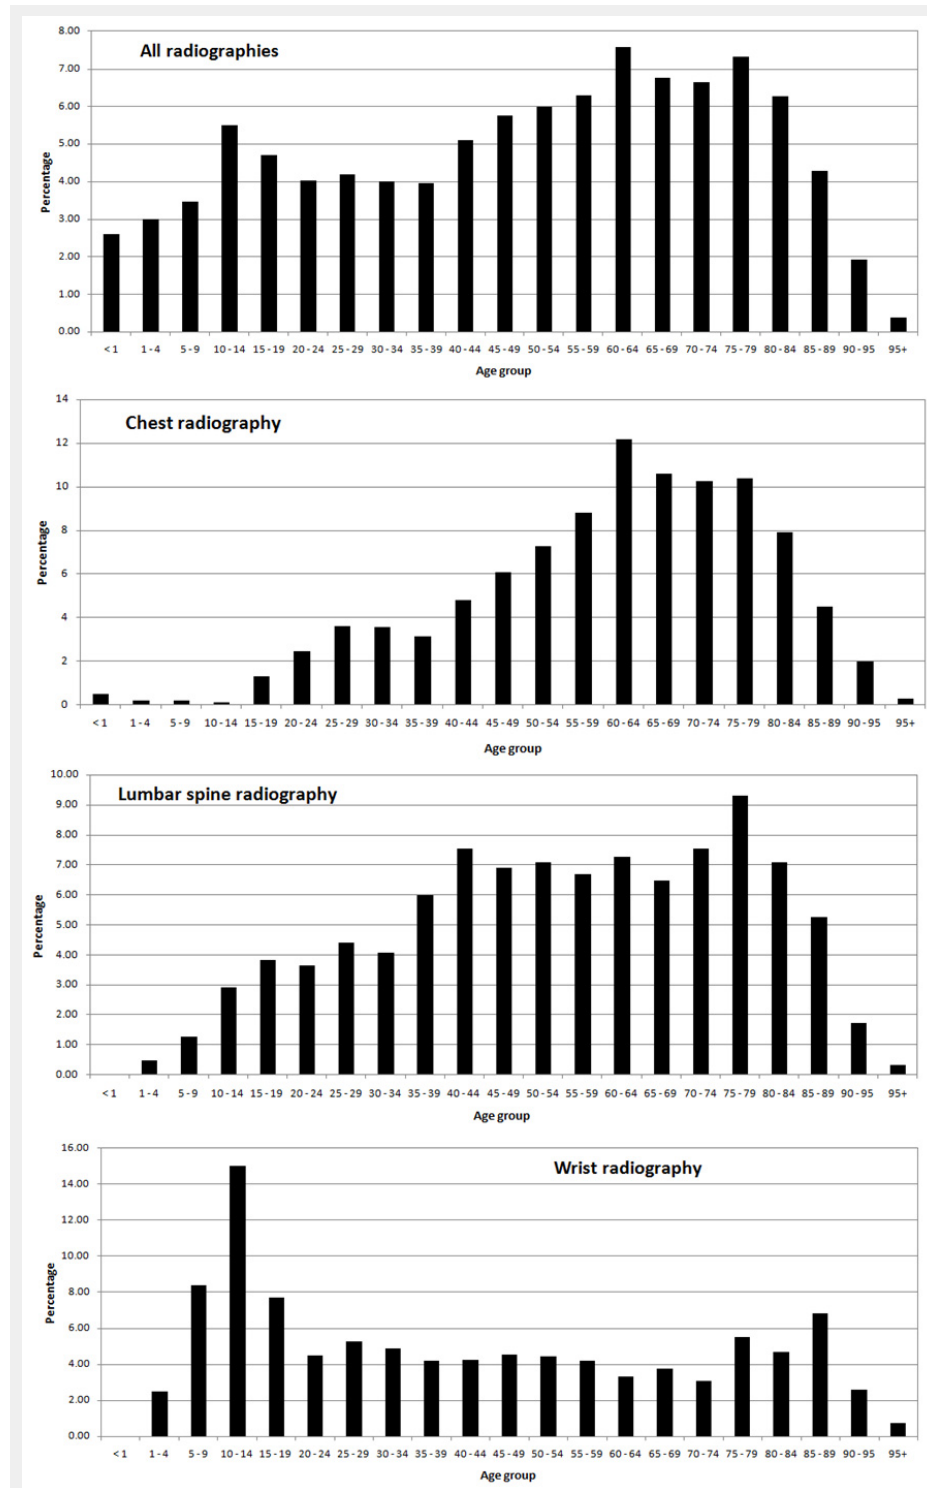 All radiographies
8.00
7.00
6.00
5.00
4.00
3.00
2.00
1.00
0.00
Percentage
< 1 1 - 4 5 - 9 10 - 14 15 - 19 20 - 24 25 - 29 30 - 34 35 - 39 40 - 44 45 - 49 50 - 54 55 - 59 60 - 64 65 - 69 70 - 74 75 - 79 80 - 84 85 - 89 90 - 95 95+
Age group
Chest radiography
14
12
10
8
6
4
2
0
Percentage
< 1 1 - 4 5 - 9 10 - 14 15 - 19 20 - 24 25 - 29 30 - 34 35 - 39 40 - 44 45 - 49 50 - 54 55 - 59 60 - 64 65 - 69 70 - 74 75 - 79 80 - 84 85 - 89 90 - 95 95+
Age group
Lumbar spine radiography
10.00
9.00
8.00
7.00
6.00
5.00
4.00
3.00
2.00
1.00
0.00
Percentage
< 1 1 - 4 5 - 9 10 - 14 15 - 19 20 - 24 25 - 29 30 - 34 35 - 39 40 - 44 45 - 49 50 - 54 55 - 59 60 - 64 65 - 69 70 - 74 75 - 79 80 - 84 85 - 89 90 - 95 95+
Age group
Wrist radiography
16.00
14.00
12.00
10.00
8.00
6.00
4.00
2.00
0.00
Percentage
< 1 1 - 4 5 - 9 10 - 14 15 - 19 20 - 24 25 - 29 30 - 34 35 - 39 40 - 44 45 - 49 50 - 54 55 - 59 60 - 64 65 - 69 70 - 74 75 - 79 80 - 84 85 - 89 90 - 95 95+
Age group